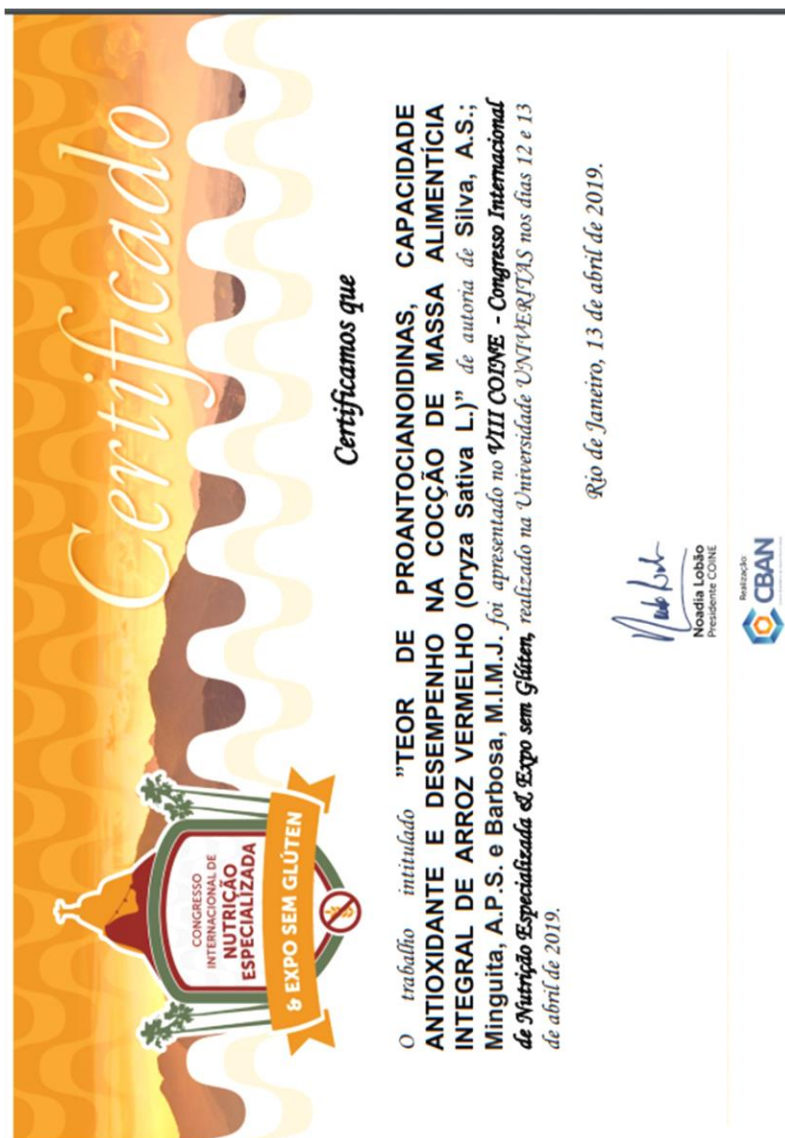 Certificado
CONGRESSO
INTERNACIONAL DE
NUTRIÇÃO
ESPECIALIZADA
& EXPO SEM GLÚTEN
Certificamos que
O trabalho intitulado "TEOR DE PROANTOCIANOIDINAS, CAPACIDADE
ANTIOXIDANTE E DESEMPENHO NA COCÇÃO DE MASSA ALIMENTÍCIA
INTEGRAL DE ARROZ VERMELHO (Oryza Sativa L.)" de autoria de Silva, A.S.;
Minguita, A.P.S. e Barbosa, M.I.M.J. foi apresentado no VIII COINE - Congresso Internacional
de Nutrição Especializada & Expo sem Glúten, realizado na Universidade UNIVERITAS nos dias 12 e 13
de abril de 2019.
Rio de Janeiro, 13 de abril de 2019.
Noadia Lobão
Presidente COINE
Realização:
CBAN